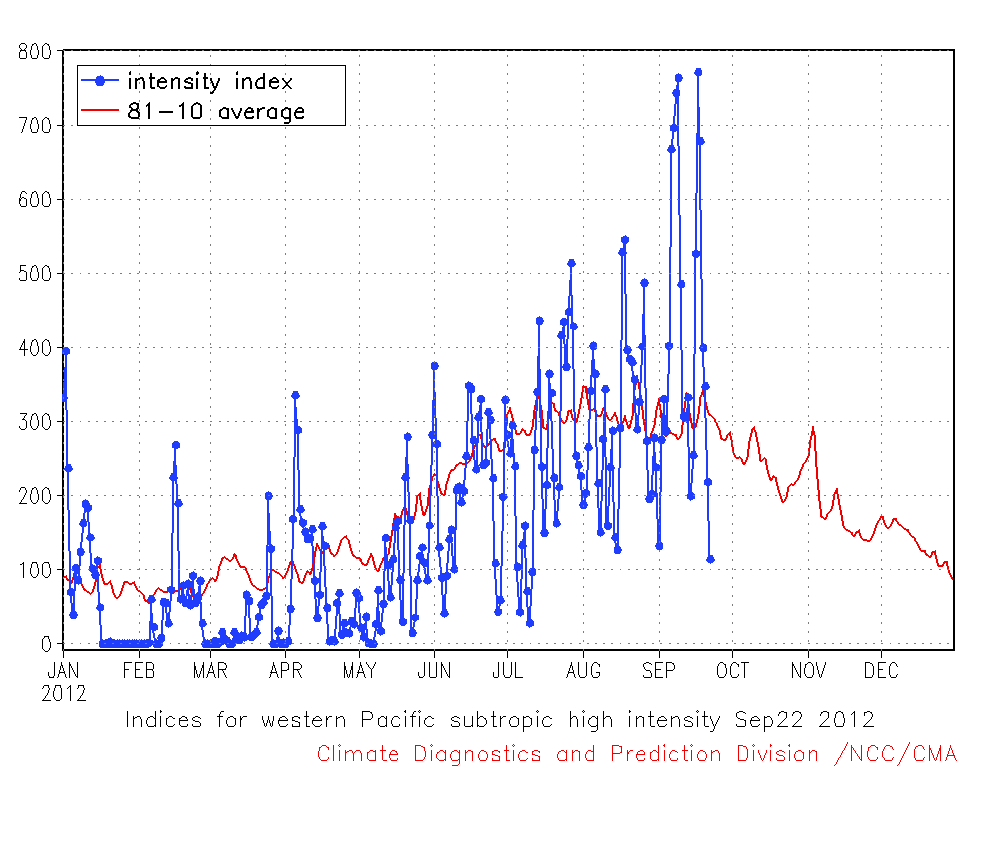 800
intensity index
81-10 average
700
600
500
400
300
200
100
0
JAN FEB MAR APR MAY JUN JUL AUG SEP OCT NOV DEC
2012
Indices for western Pacific subtropic high intensity Sep22 2012
Climate Diagnostics and Prediction Division /NCC/CMA